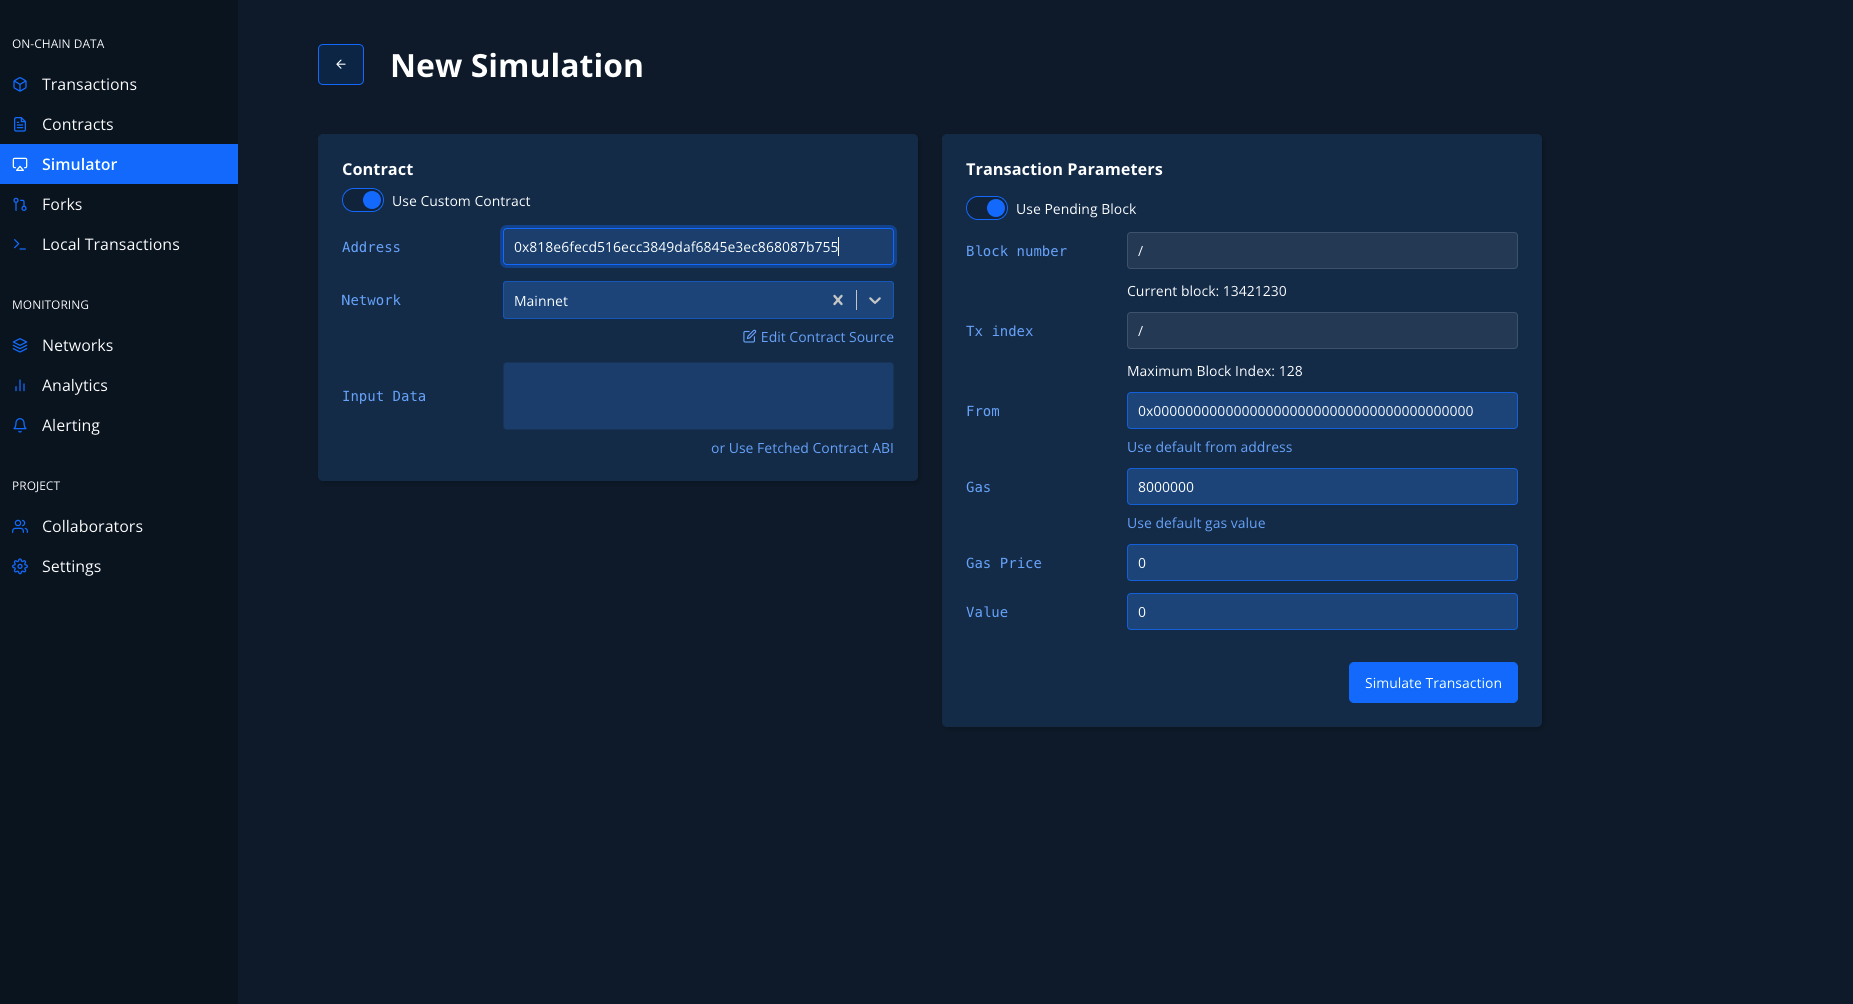 ON-CHAIN DATA
Transactions
Contracts
Simulator
Forks
Local Transactions
MONITORING
Networks
Analytics
Alerting
PROJECT
Collaborators
Settings
New Simulation
Contract
Use Custom Contract
Address
0x818e6fecd516ecc3849daf6845e3ec868087b755
Network
Mainnet
Edit Contract Source
Input Data
or Use Fetched Contract ABI
Transaction Parameters
Use Pending Block
Block number
/
Current block: 13421230
Tx index
/
Maximum Block Index: 128
From
0x0000000000000000000000000000000000000000
Use default from address
Gas
8000000
Use default gas value
Gas Price
0
Value
0
Simulate Transaction